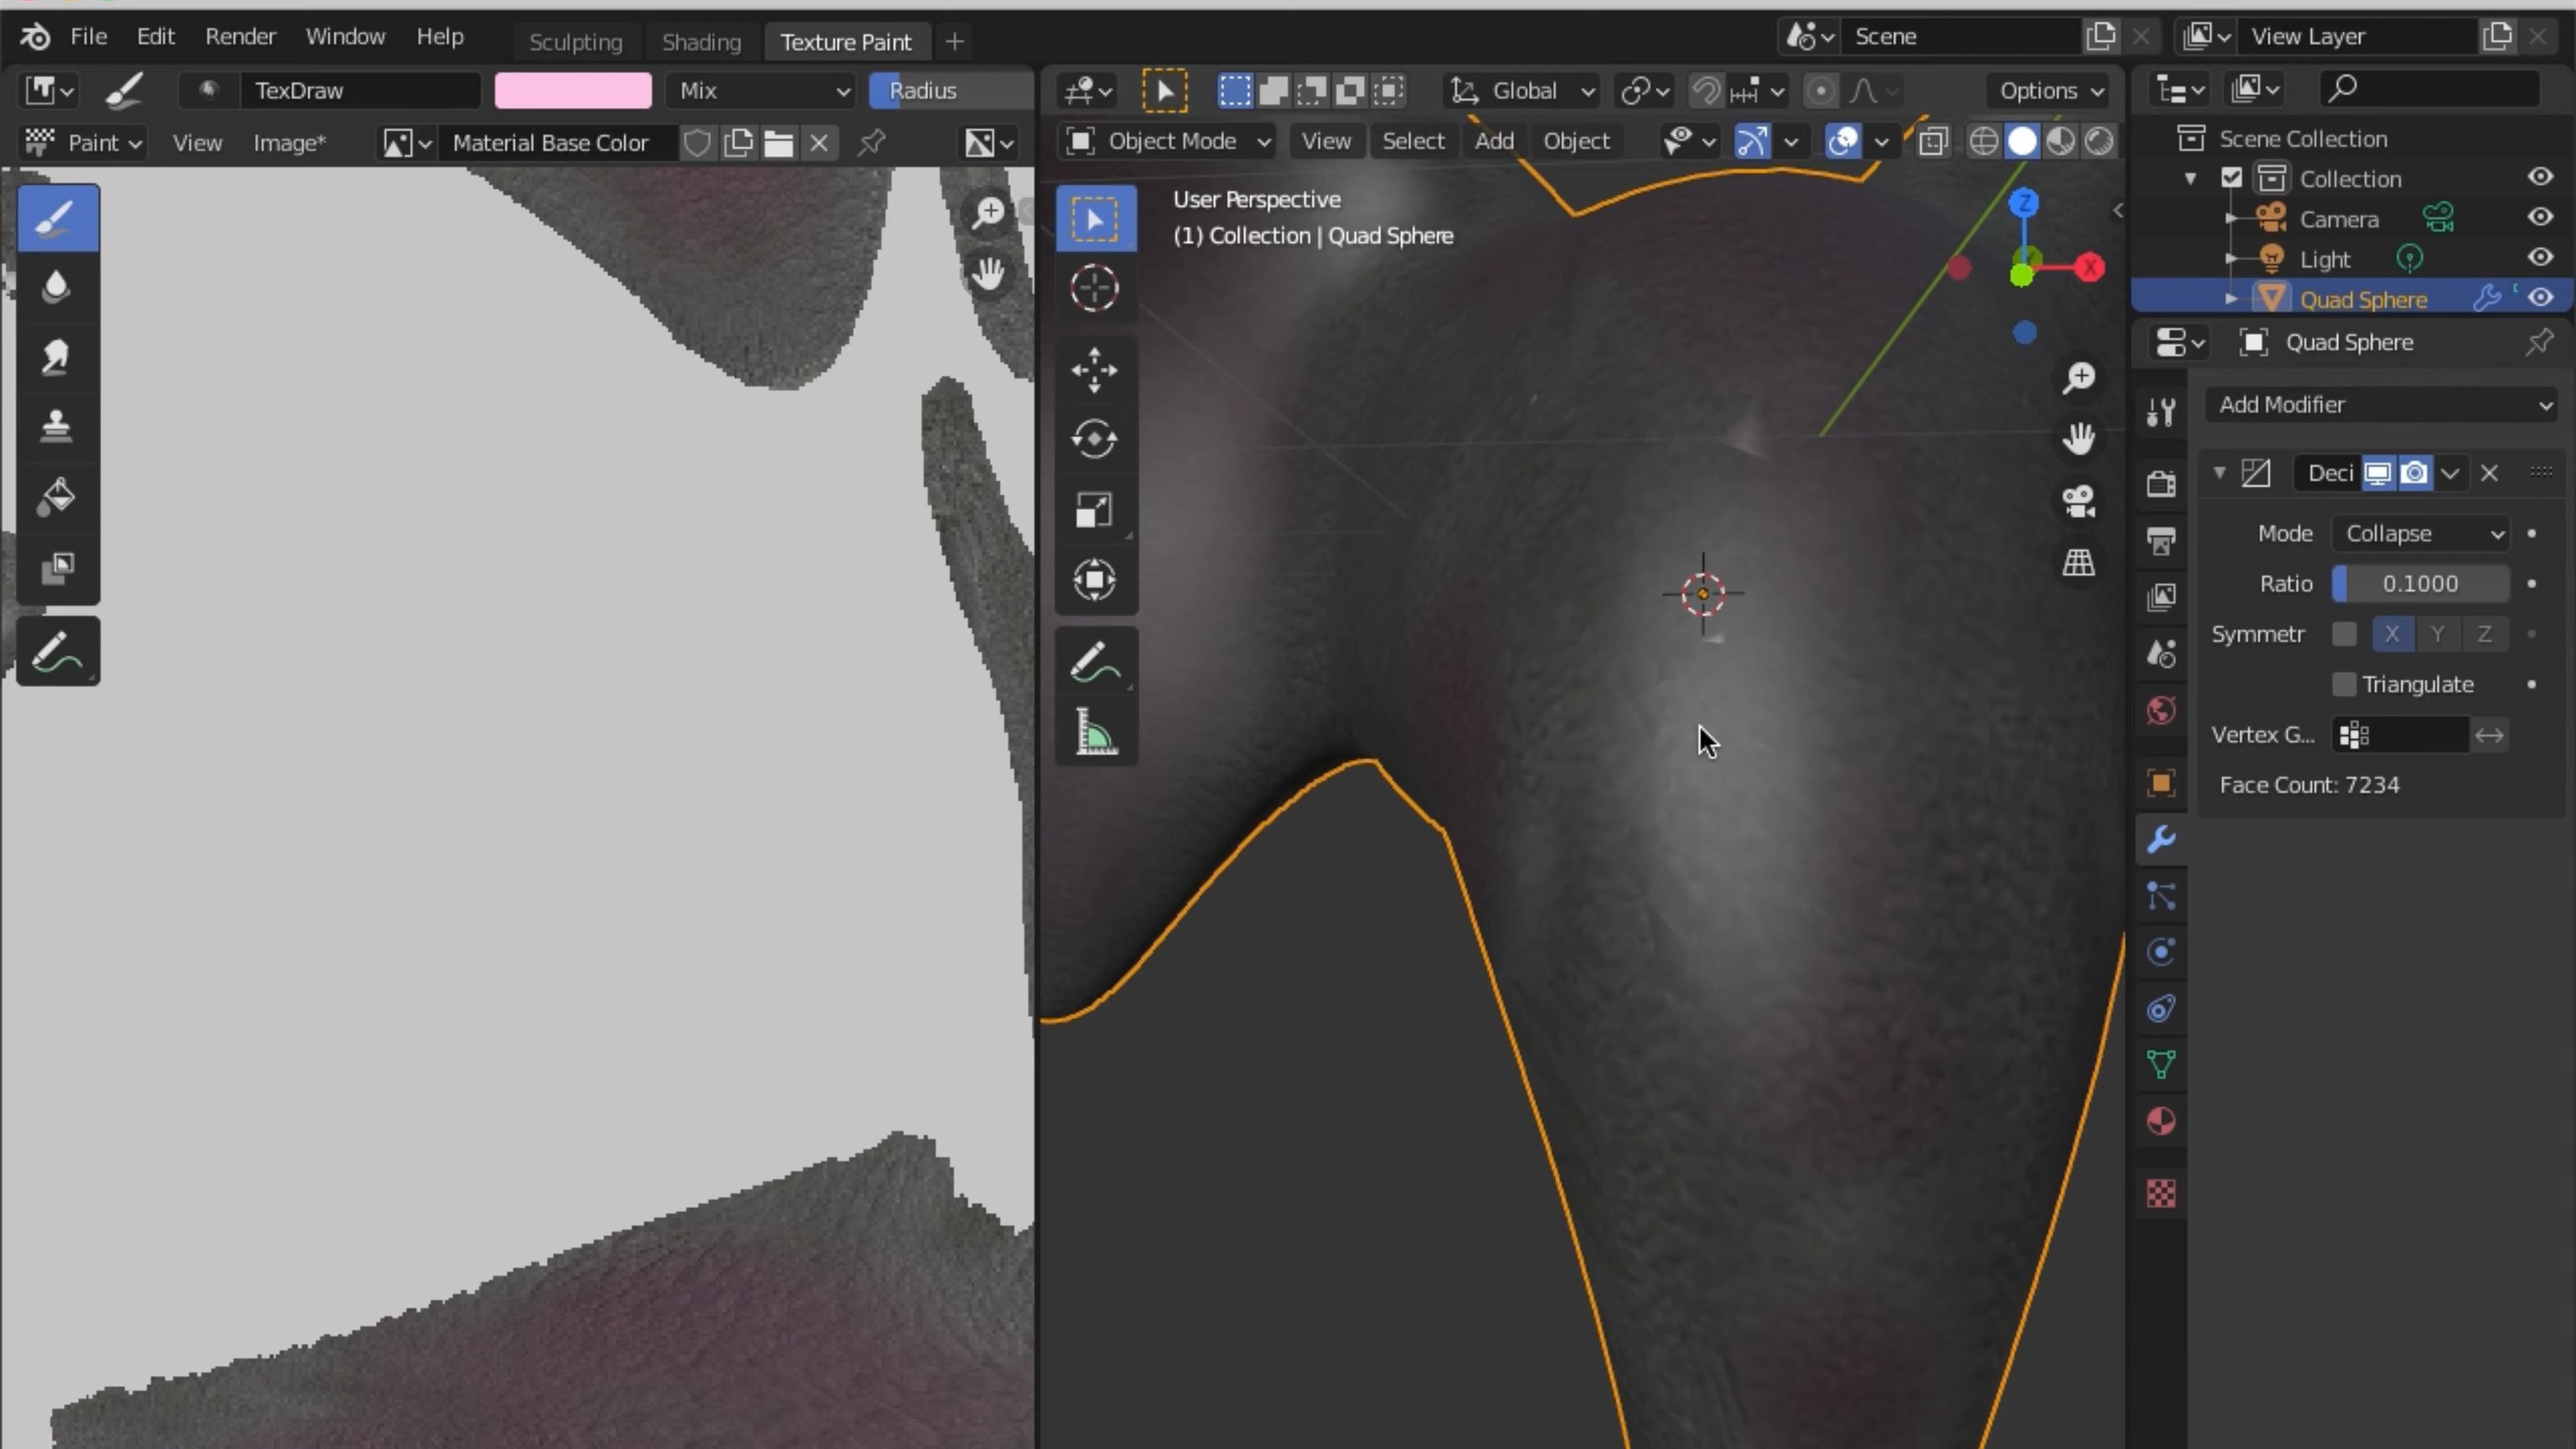 File Edit Render Window Help Sculpting Shading Texture Paint + Scene View Layer
TexDraw Mix Radius Global Options
Paint View Image* Material Base Color Object Mode View Select Add Object
Scene Collection
Collection
Camera
Light
Quad Sphere
User Perspective
(1) Collection | Quad Sphere
Z
X
Quad Sphere
Add Modifier
Deci
Mode Collapse
Ratio 0.1000
Symmetr X Y Z
Triangulate
Vertex G...
Face Count: 7234